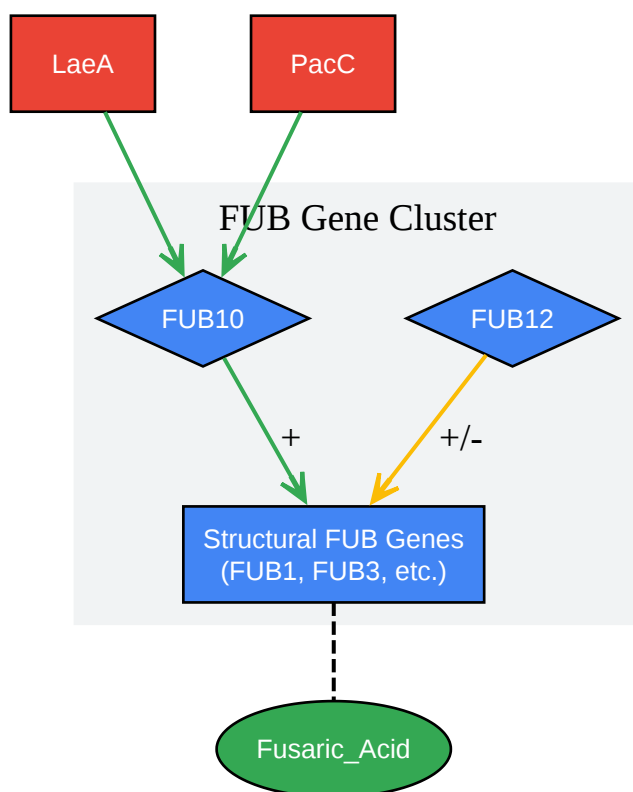 LaeA
PacC
FUB Gene Cluster
FUB10
FUB12
+
+/-
Structural FUB Genes
(FUB1, FUB3, etc.)
Fusaric_Acid